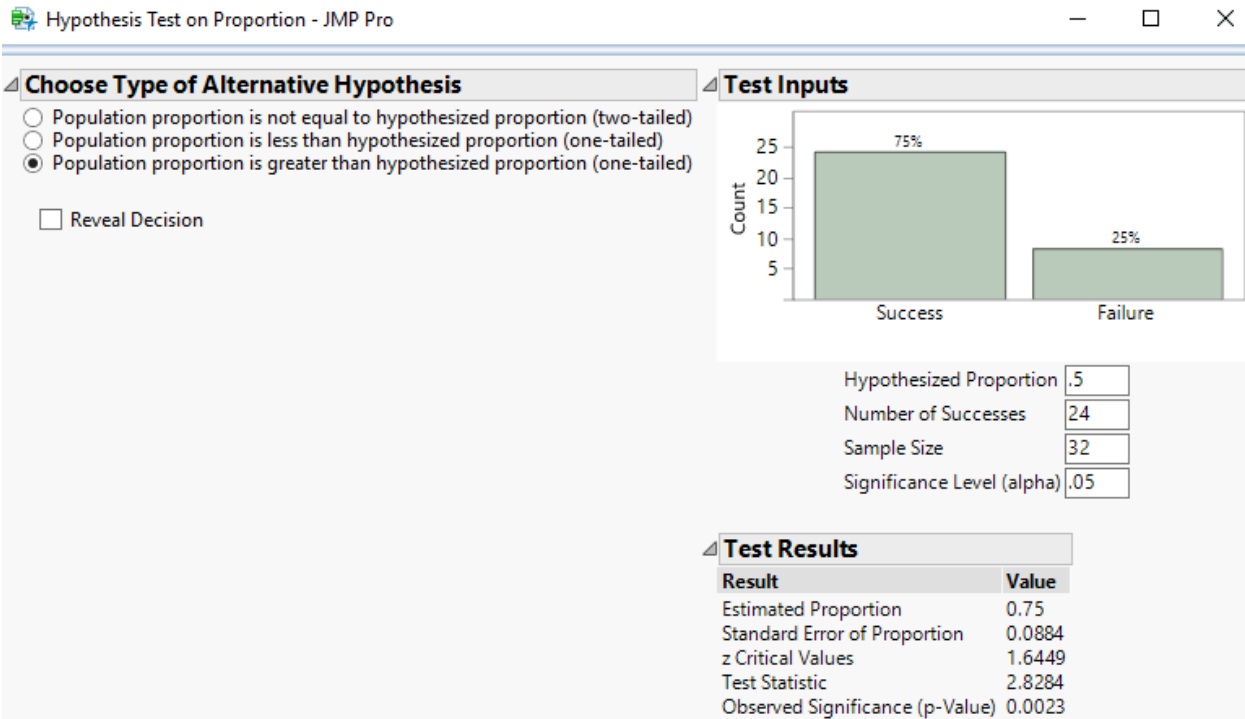 Hypothesis Test on Proportion - JMP Pro
Choose Type of Alternative Hypothesis
Population proportion is not equal to hypothesized proportion (two-tailed)
Population proportion is less than hypothesized proportion (one-tailed)
Population proportion is greater than hypothesized proportion (one-tailed)
Reveal Decision
Test Inputs
Count
25
20
15
10
5
75%
25%
Success Failure
Hypothesized Proportion .5
Number of Successes 24
Sample Size 32
Significance Level (alpha) .05
Test Results
Result Value
Estimated Proportion 0.75
Standard Error of Proportion 0.0884
z Critical Values 1.6449
Test Statistic 2.8284
Observed Significance (p-Value) 0.0023